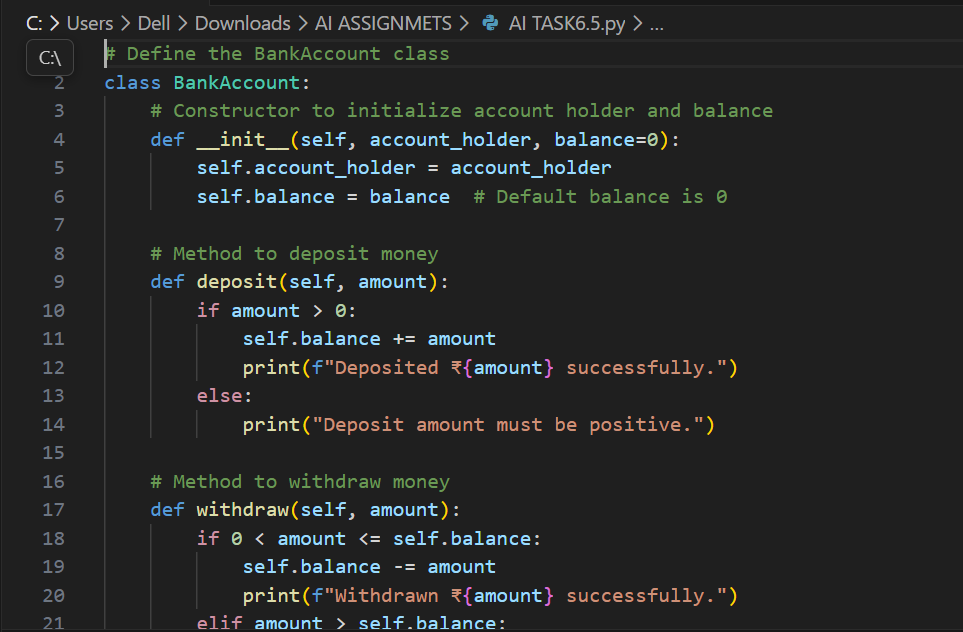 C: > Users > Dell > Downloads > AI ASSIGNMETS > AI TASK6.5.py > ...
C:\
# Define the BankAccount class
2 class BankAccount:
3     # Constructor to initialize account holder and balance
4     def __init__(self, account_holder, balance=0):
5         self.account_holder = account_holder
6         self.balance = balance  # Default balance is 0
7
8     # Method to deposit money
9     def deposit(self, amount):
10         if amount > 0:
11             self.balance += amount
12             print(f"Deposited ₹{amount} successfully.")
13         else:
14             print("Deposit amount must be positive.")
15
16     # Method to withdraw money
17     def withdraw(self, amount):
18         if 0 < amount <= self.balance:
19             self.balance -= amount
20             print(f"Withdrawn ₹{amount} successfully.")
21         elif amount > self.balance: